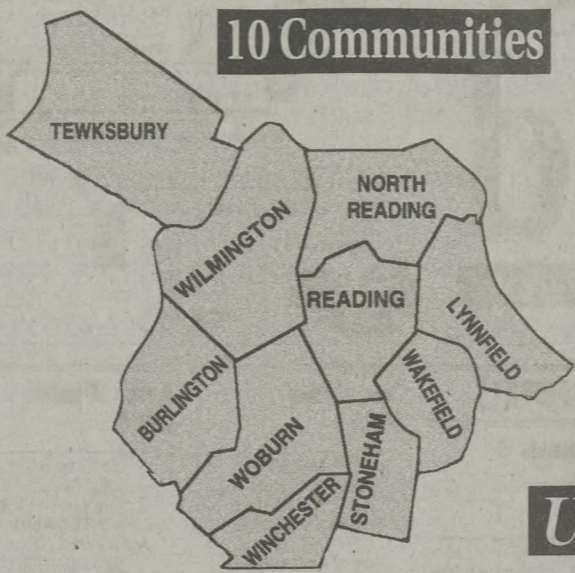 10 Communities
TEWKSBURY
NORTH
READING
WILMINGTON
READING
LYNNFIELD
BURLINGTON
WAKEFIELD
WOBURN
STONEHAM
WINCHESTER
U